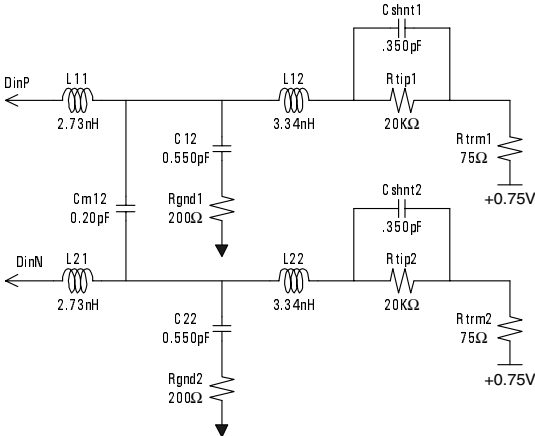 Cshnt1
.350pF
DinP
L11
2.73nH
L12
3.34nH
Rtip1
20KΩ
C12
0.550pF
Rtrm1
75Ω
+0.75V
Cm12
0.20pF
Rgnd1
200Ω
Cshnt2
.350pF
DinN
L21
2.73nH
L22
3.34nH
Rtip2
20KΩ
C22
0.550pF
Rtrm2
75Ω
+0.75V
Rgnd2
200Ω